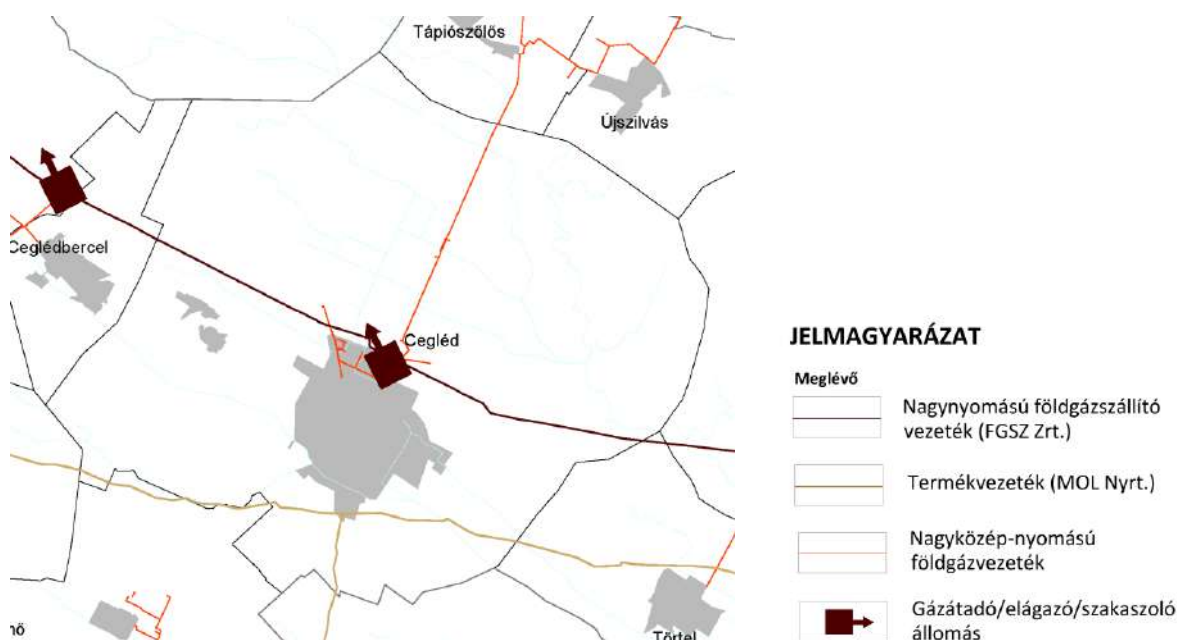 Tápiószőlős
Újszilvás
Ceglédbercel
Cegléd
Törtel
JELMAGYARÁZAT
Meglévő
Nagynyomású földgázszállító
vezeték (FGSZ Zrt.)
Termékvezeték (MOL Nyrt.)
Nagyközép-nyomású
földgázvezeték
Gázátadó/elágazó/szakaszoló
állomás